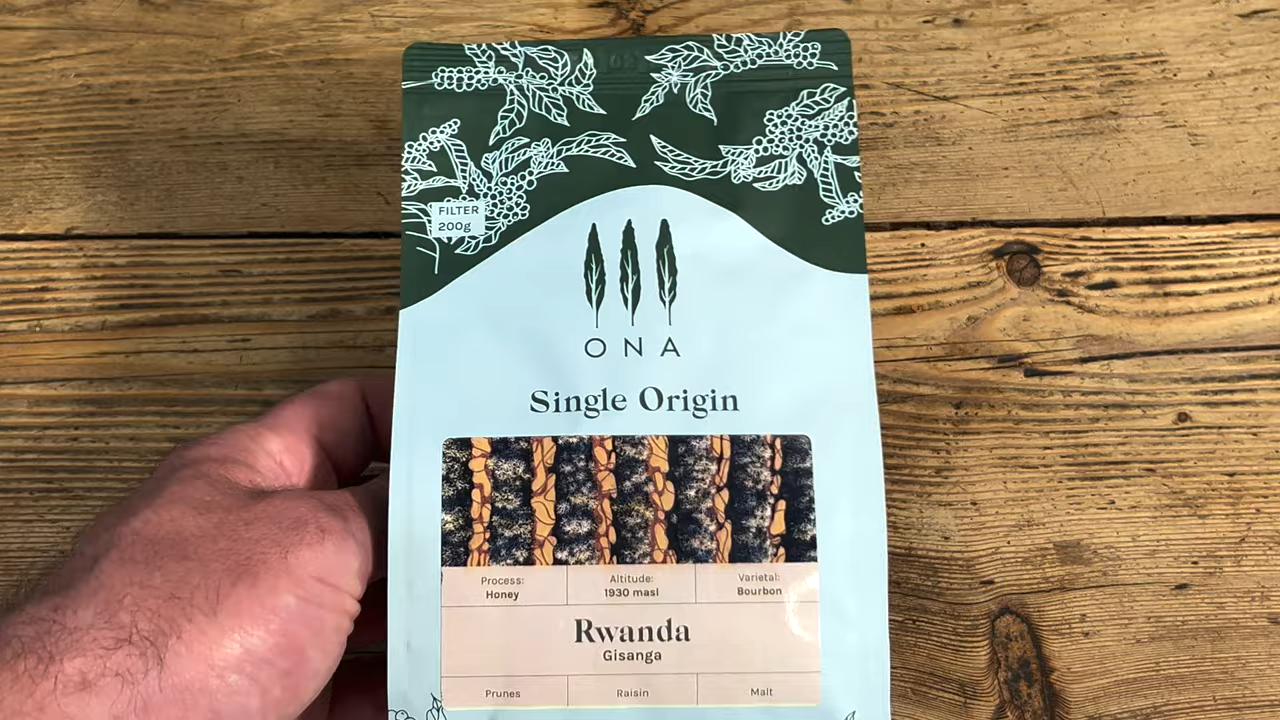 FILTER
200g
ONA
Single Origin
Process: Altitude: Varietal:
Honey 1930 masl Bourbon
Rwanda
Gisanga
Prunes Raisin Malt